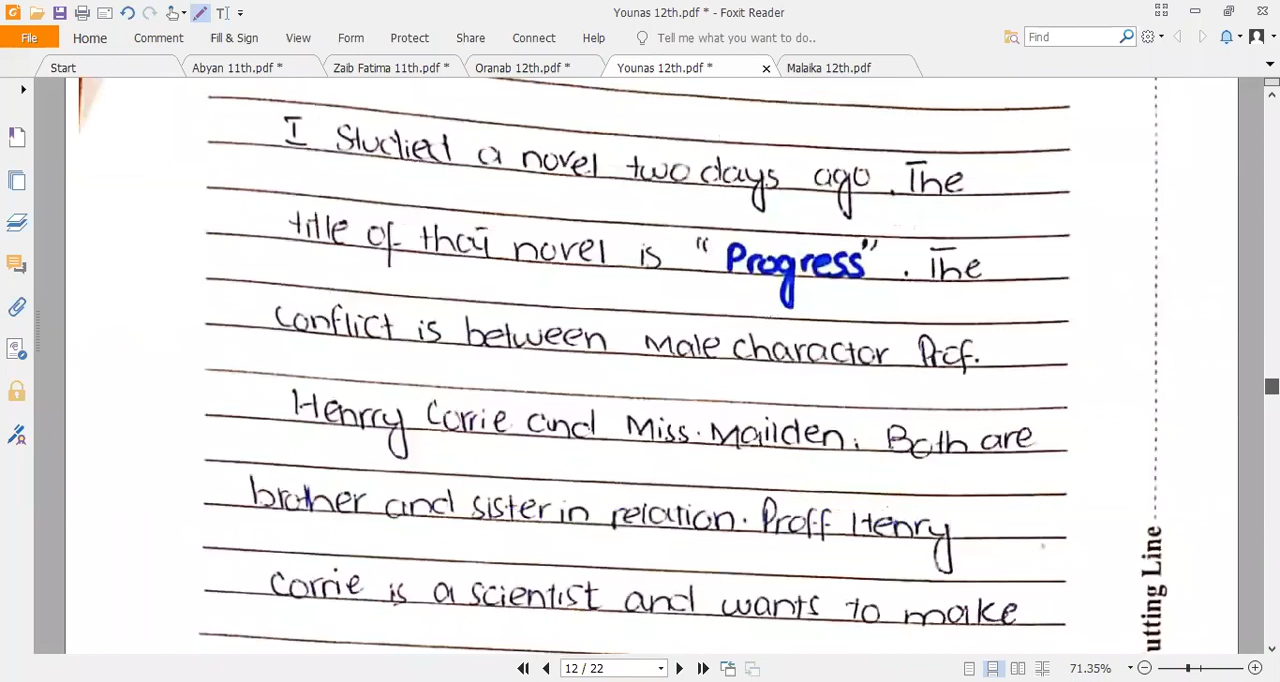 Younas 12th.pdf * - Foxit Reader
File Home Comment Fill & Sign View Form Protect Share Connect Help Tell me what you want to do.. Find
Start Abyan 11th.pdf * Zaib Fatima 11th.pdf * Oranab 12th.pdf * Younas 12th.pdf * Malaika 12th.pdf
I Studied a novel two days ago. The
title of that novel is "Progress". The
conflict is between Male charactor Prof.
Henrry Corrie and Miss. Mailden. Both are
brother and sister in relation. Proff Henry
Corrie is a scientist and wants to make
utting Line
12 / 22
71.35%